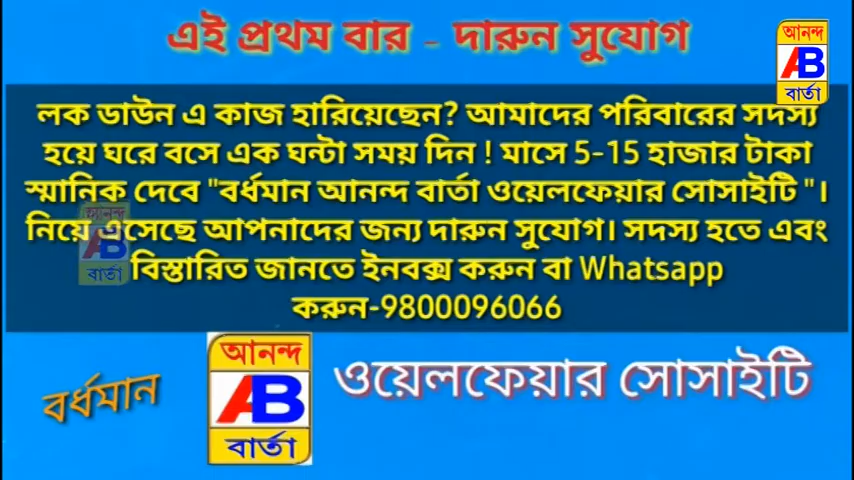 এই প্রথম বার - দারুন সুযোগ
আনন্দ
AB
বার্তা
লক ডাউন এ কাজ হারিয়েছেন? আমাদের পরিবারের সদস্য
হয়ে ঘরে বসে এক ঘন্টা সময় দিন ! মাসে 5-15 হাজার টাকা
স্মানিক দেবে "বর্ধমান আনন্দ বার্তা ওয়েলফেয়ার সোসাইটি "।
নিয়ে এসেছে আপনাদের জন্য দারুন সুযোগ। সদস্য হতে এবং
বিস্তারিত জানতে ইনবক্স করুন বা Whatsapp
করুন-9800096066
আনন্দ
AB
বার্তা
বর্ধমান
আনন্দ
AB
বার্তা
ওয়েলফেয়ার সোসাইটি